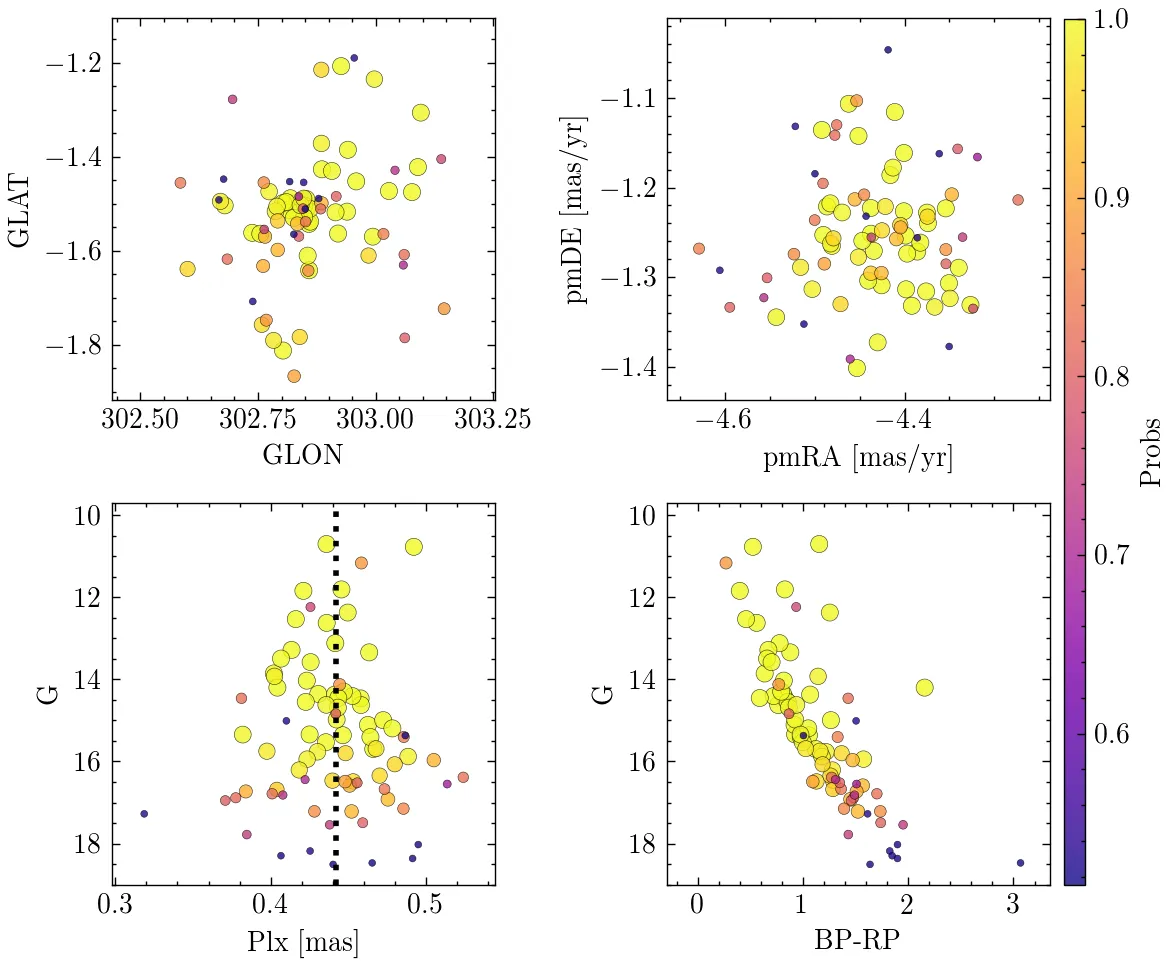 −1.2
−1.4
−1.6
−1.8
GLAT
302.50 302.75 303.00 303.25
GLON
−1.1
−1.2
−1.3
−1.4
pmDE [mas/yr]
−4.6 −4.4
pmRA [mas/yr]
1.0
0.9
0.8
0.7
0.6
Probs
10
12
14
16
18
G
0.3 0.4 0.5
Plx [mas]
10
12
14
16
18
G
0 1 2 3
BP-RP